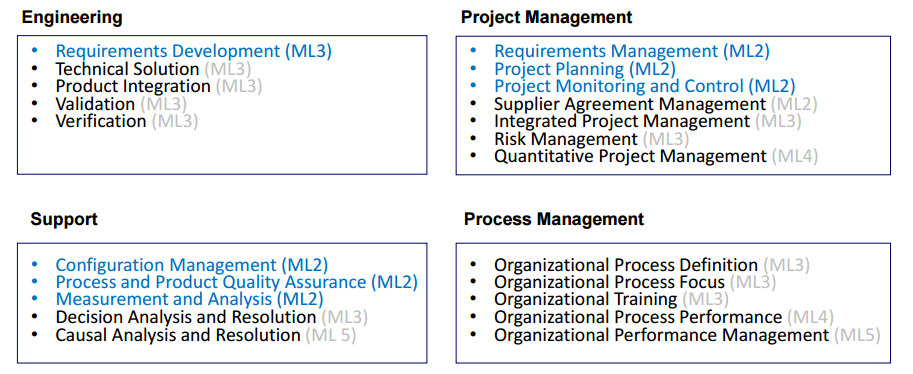 Engineering
• Requirements Development (ML3)
• Technical Solution (ML3)
• Product Integration (ML3)
• Validation (ML3)
• Verification (ML3)
Project Management
• Requirements Management (ML2)
• Project Planning (ML2)
• Project Monitoring and Control (ML2)
• Supplier Agreement Management (ML2)
• Integrated Project Management (ML3)
• Risk Management (ML3)
• Quantitative Project Management (ML4)
Support
• Configuration Management (ML2)
• Process and Product Quality Assurance (ML2)
• Measurement and Analysis (ML2)
• Decision Analysis and Resolution (ML3)
• Causal Analysis and Resolution (ML 5)
Process Management
• Organizational Process Definition (ML3)
• Organizational Process Focus (ML3)
• Organizational Training (ML3)
• Organizational Process Performance (ML4)
• Organizational Performance Management (ML5)